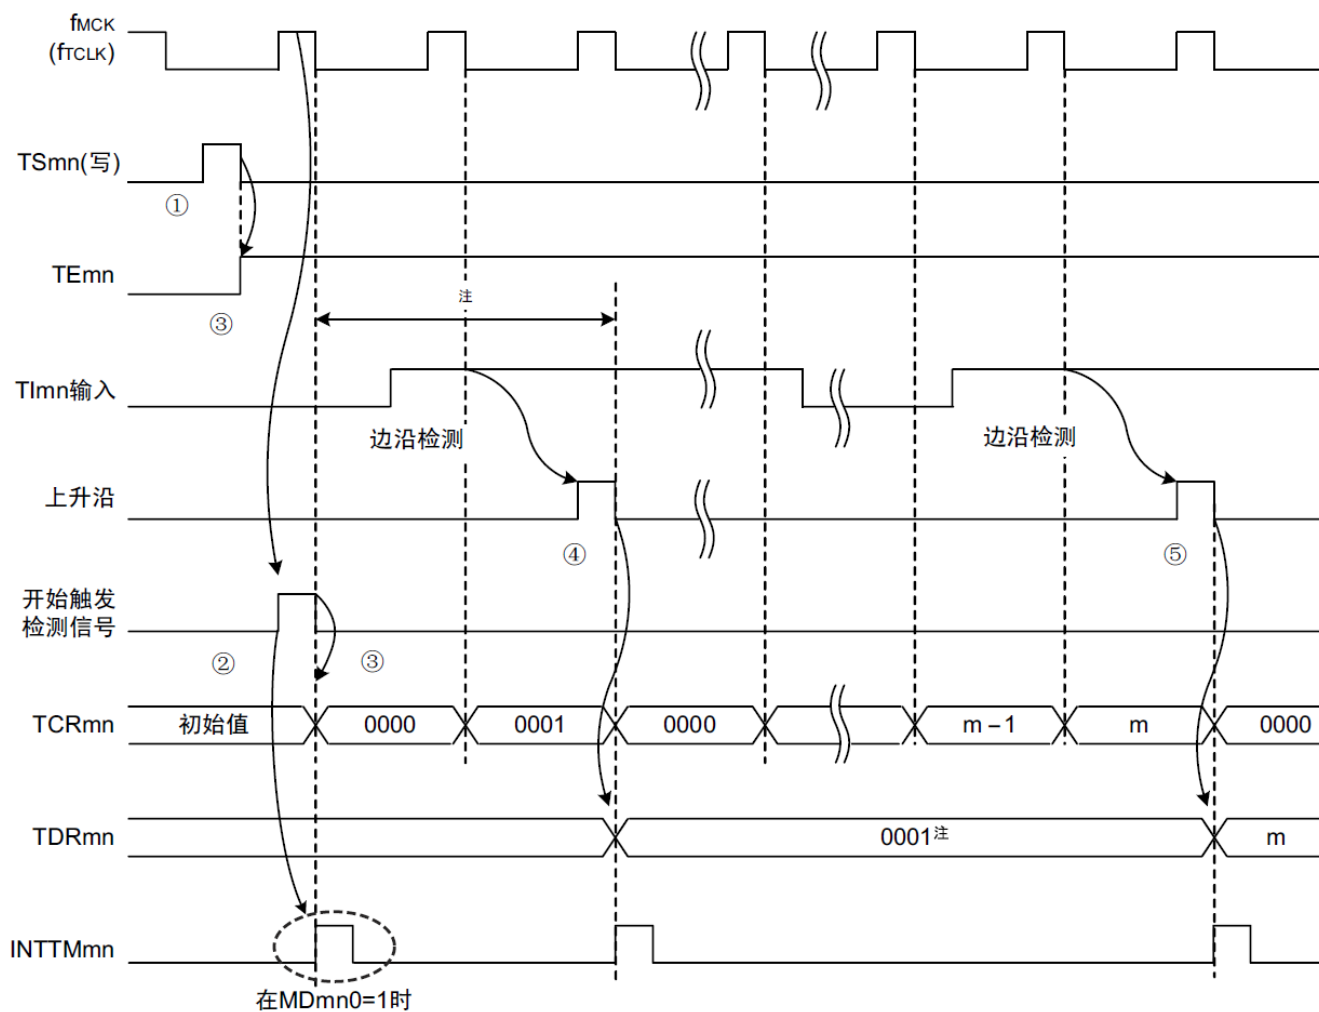 fMCK
(fTCLK)
TSmn(写)
①
TEmn
③
注
TImn输入
边沿检测
边沿检测
上升沿
④
⑤
开始触发
检测信号
②
③
TCRmn
初始值
0000
0001
0000
m－1
m
0000
TDRmn
0001注
m
INTTMmn
在MDmn0=1时